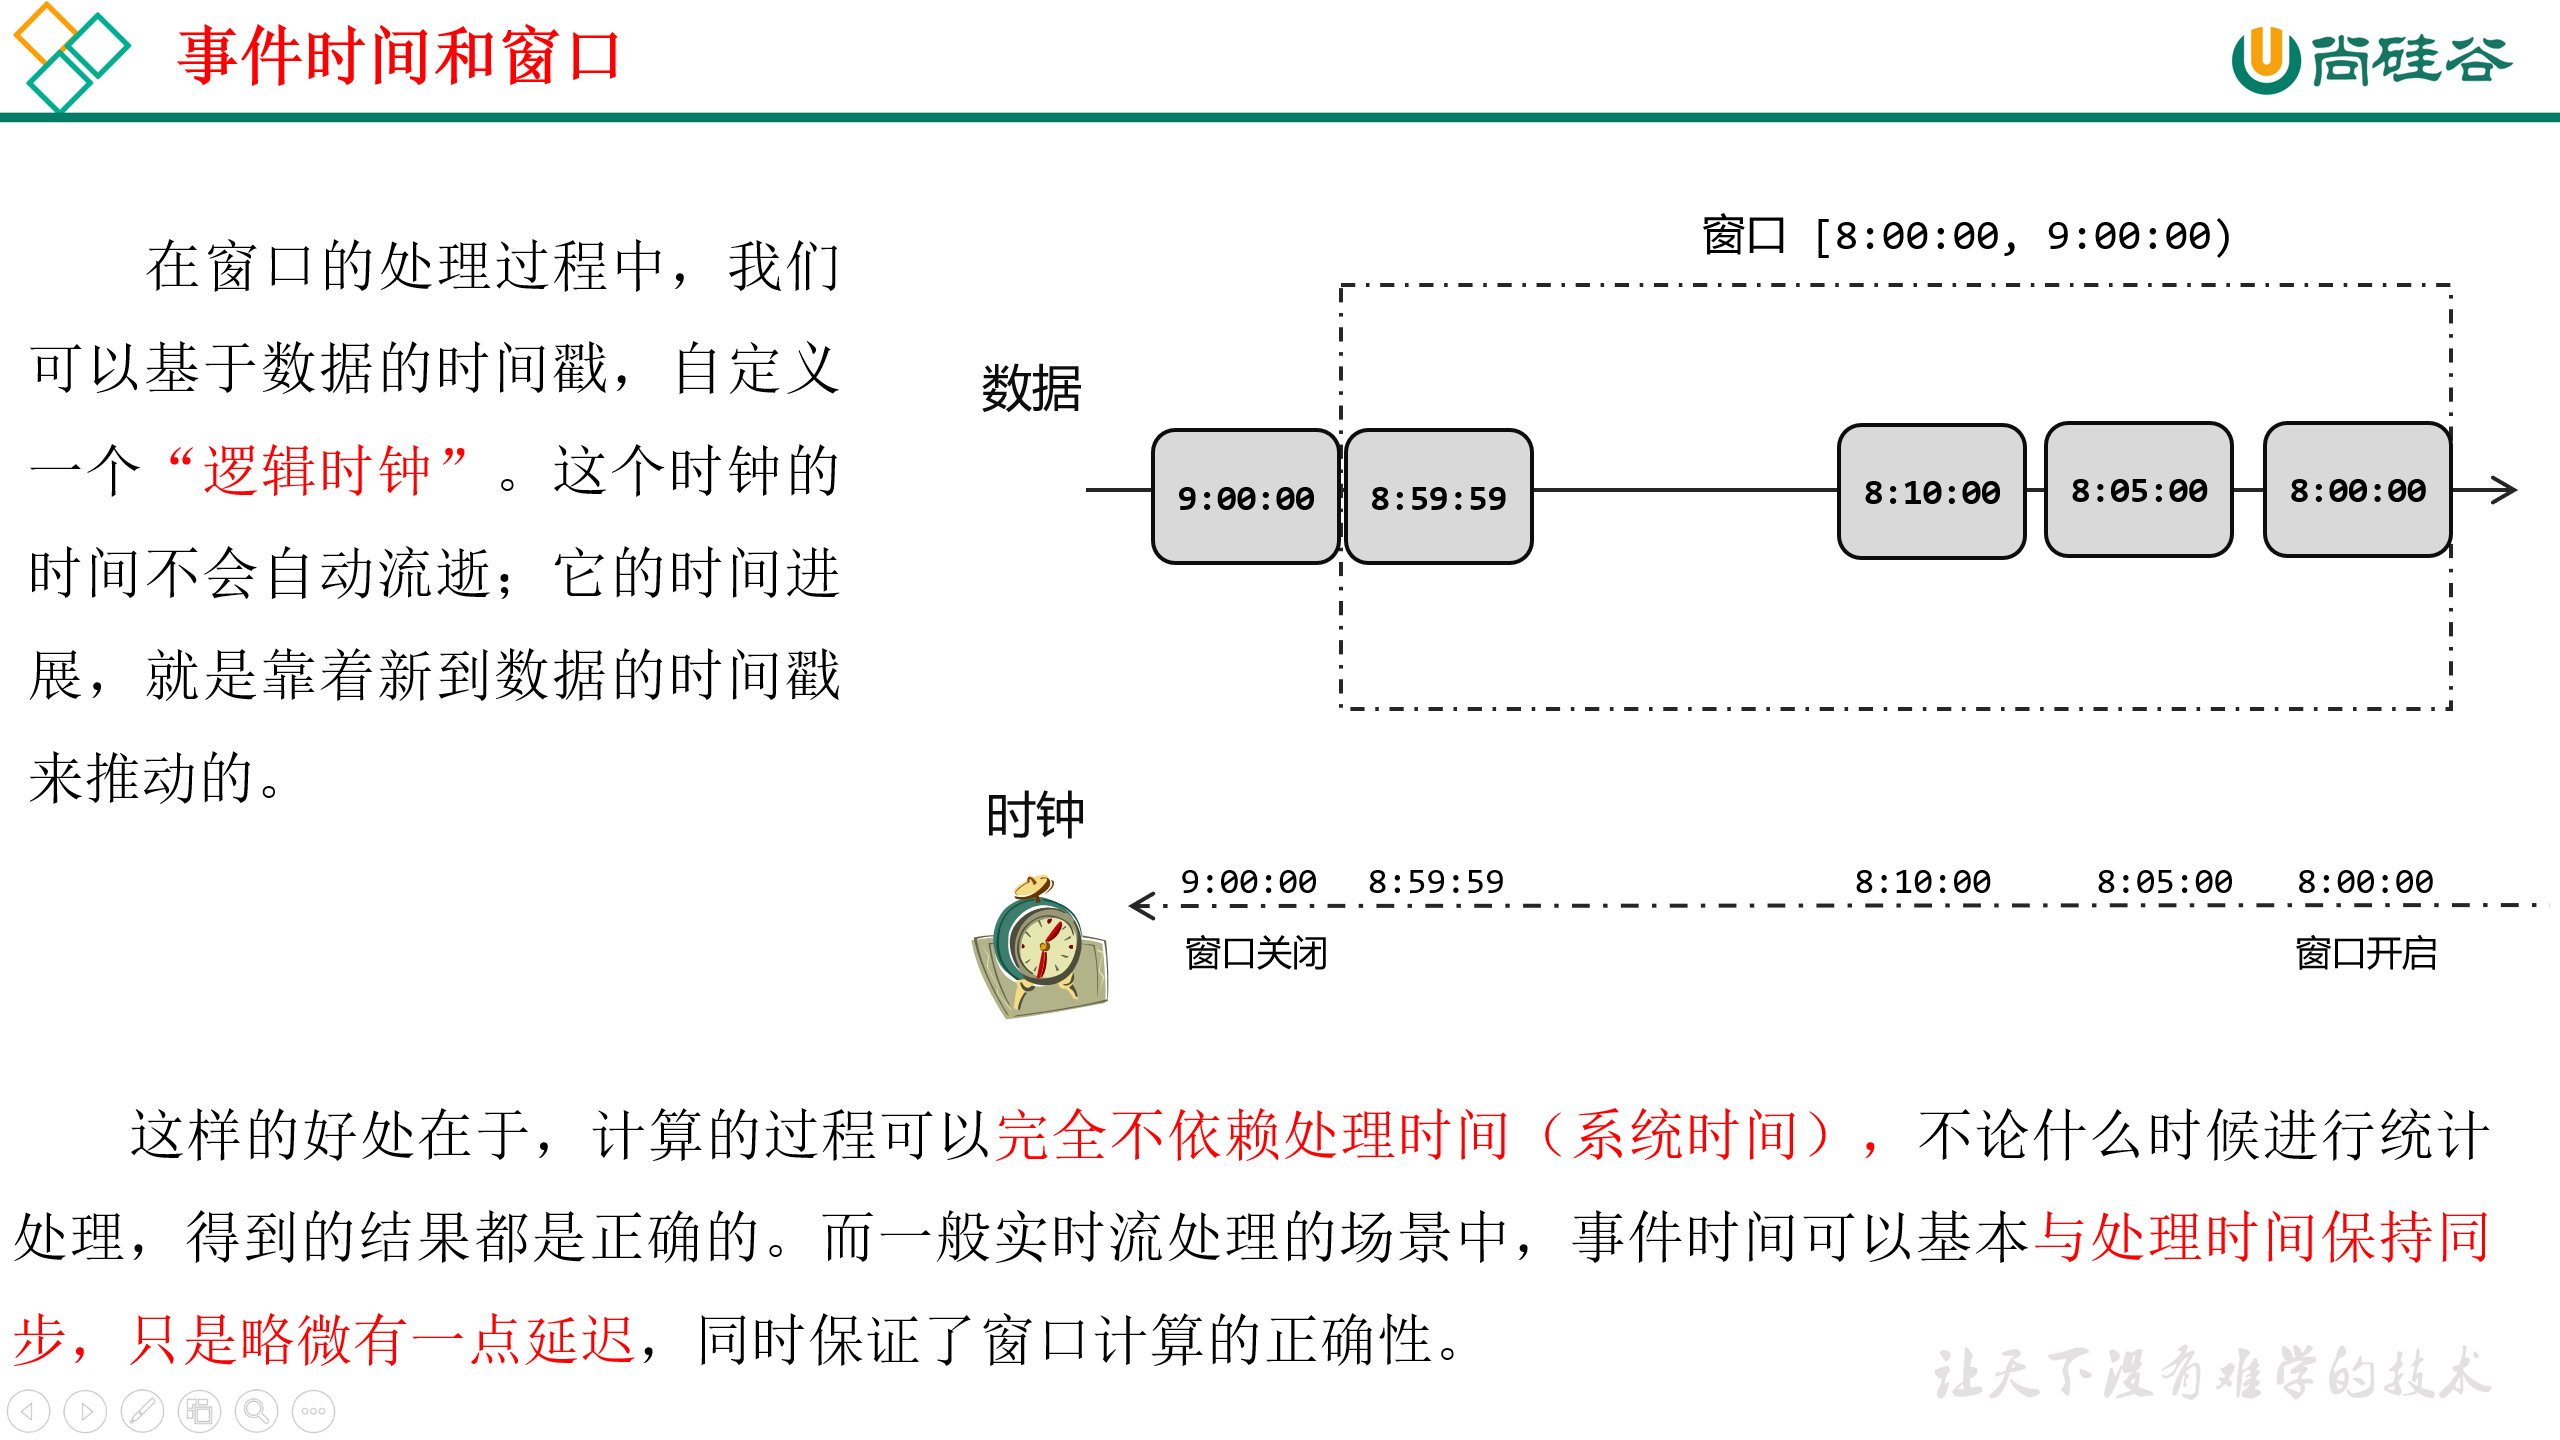 事件时间和窗口
尚硅谷
在窗口的处理过程中，我们
可以基于数据的时间戳，自定义
一个“逻辑时钟”。这个时钟的
时间不会自动流逝；它的时间进
展，就是靠着新到数据的时间戳
来推动的。
窗口 [8:00:00, 9:00:00)
数据
9:00:00 8:59:59 8:10:00 8:05:00 8:00:00
时钟
9:00:00 8:59:59 8:10:00 8:05:00 8:00:00
窗口关闭 窗口开启
这样的好处在于，计算的过程可以完全不依赖处理时间（系统时间），不论什么时候进行统计
处理，得到的结果都是正确的。而一般实时流处理的场景中，事件时间可以基本与处理时间保持同
步，只是略微有一点延迟，同时保证了窗口计算的正确性。
让天下没有难学的技术